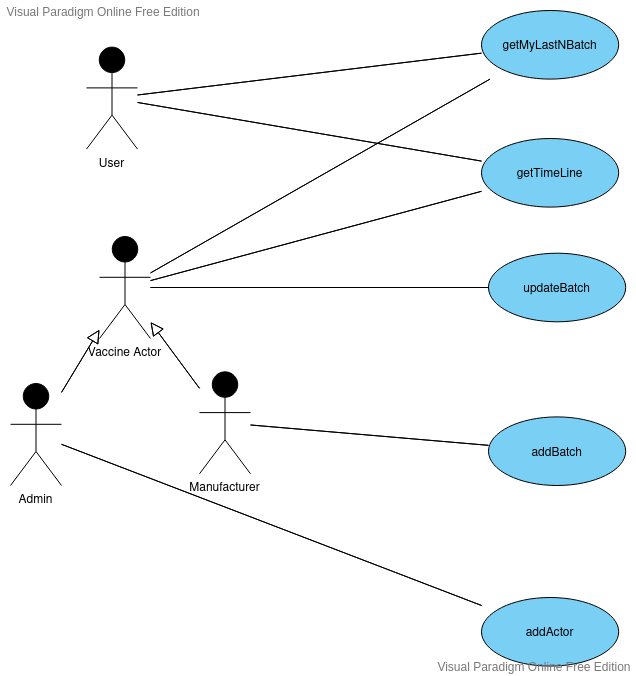 Visual Paradigm Online Free Edition
getMyLastNBatch
User
getTimeLine
updateBatch
Vaccine Actor
addBatch
Manufacturer
Admin
addActor
Visual Paradigm Online Free Edition